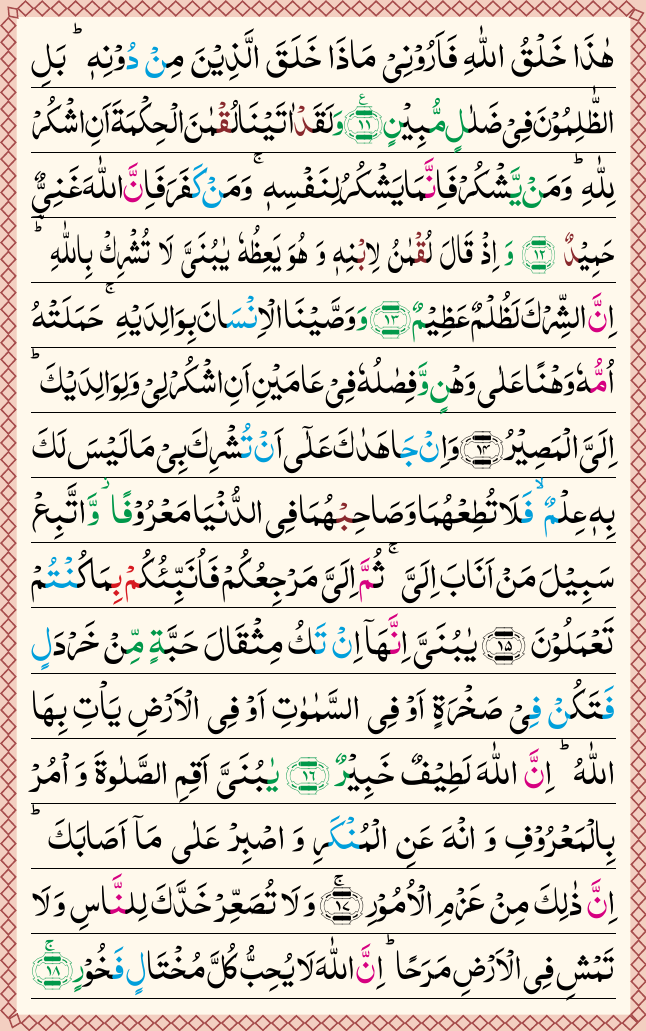 هٰذَا خَلْقُ اللّٰهِ فَاَرُوْنِیْ مَاذَا خَلَقَ الَّذِیْنَ مِنْ دُوْنِهٖ ؕ بَلِ
الظّٰلِمُوْنَ فِیْ ضَلٰلٍ مُّبِیْنٍ ﴿۱۱﴾ ع وَلَقَدْ اٰتَیْنَا لُقْمٰنَ الْحِكْمَةَ اَنِ اشْكُرْ
لِلّٰهِ ؕ وَمَنْ یَّشْكُرْ فَاِنَّمَا یَشْكُرُ لِنَفْسِهٖ ۚ وَمَنْ كَفَرَ فَاِنَّ اللّٰهَ غَنِیٌّ
حَمِیْدٌ ﴿۱۲﴾ وَ اِذْ قَالَ لُقْمٰنُ لِابْنِهٖ وَ هُوَ یَعِظُهٗ یٰبُنَیَّ لَا تُشْرِكْ بِاللّٰهِ ؕ
اِنَّ الشِّرْكَ لَظُلْمٌ عَظِیْمٌ ﴿۱۳﴾ وَ وَصَّیْنَا الْاِنْسَانَ بِوَالِدَیْهِ ۚ حَمَلَتْهُ
اُمُّهٗ وَهْنًا عَلٰی وَهْنٍ وَّ فِصٰلُهٗ فِیْ عَامَیْنِ اَنِ اشْكُرْ لِیْ وَلِوَالِدَیْكَ ؕ
اِلَیَّ الْمَصِیْرُ ﴿۱۴﴾ وَاِنْ جَاهَدٰكَ عَلٰۤی اَنْ تُشْرِكَ بِیْ مَا لَیْسَ لَكَ
بِهٖ عِلْمٌ ۙ فَلَا تُطِعْهُمَا وَصَاحِبْهُمَا فِی الدُّنْیَا مَعْرُوْفًا ؗ وَّ اتَّبِعْ
سَبِیْلَ مَنْ اَنَابَ اِلَیَّ ۚ ثُمَّ اِلَیَّ مَرْجِعُكُمْ فَاُنَبِّئُكُمْ بِمَا كُنْتُمْ
تَعْمَلُوْنَ ﴿۱۵﴾ یٰبُنَیَّ اِنَّهَاۤ اِنْ تَكُ مِثْقَالَ حَبَّةٍ مِّنْ خَرْدَلٍ
فَتَكُنْ فِیْ صَخْرَةٍ اَوْ فِی السَّمٰوٰتِ اَوْ فِی الْاَرْضِ یَاْتِ بِهَا
اللّٰهُ ؕ اِنَّ اللّٰهَ لَطِیْفٌ خَبِیْرٌ ﴿۱۶﴾ یٰبُنَیَّ اَقِمِ الصَّلٰوةَ وَ اْمُرْ
بِالْمَعْرُوْفِ وَ انْهَ عَنِ الْمُنْكَرِ وَ اصْبِرْ عَلٰی مَاۤ اَصَابَكَ ؕ
اِنَّ ذٰلِكَ مِنْ عَزْمِ الْاُمُوْرِ ﴿۱۷﴾ ۚ وَلَا تُصَعِّرْ خَدَّكَ لِلنَّاسِ وَلَا
تَمْشِ فِی الْاَرْضِ مَرَحًا ؕ اِنَّ اللّٰهَ لَا یُحِبُّ كُلَّ مُخْتَالٍ فَخُوْرٍ ﴿۱۸﴾ ۚ